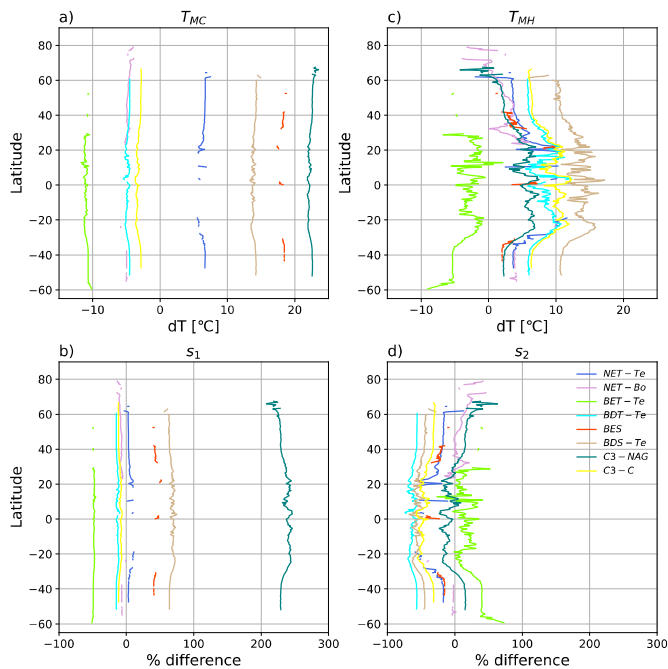 a) T_MC
80
60
40
20
0
−20
−40
−60
Latitude
−10 0 10 20
dT [°C]
c) T_MH
80
60
40
20
0
−20
−40
−60
Latitude
−10 0 10 20
dT [°C]
b) s_1
80
60
40
20
0
−20
−40
−60
Latitude
−100 0 100 200 300
% difference
d) s_2
80
60
40
20
0
−20
−40
−60
Latitude
−100 0 100 200 300
% difference
NET − Te
NET − Bo
BET − Te
BDT − Te
BES
BDS − Te
C3 − NAG
C3 − C